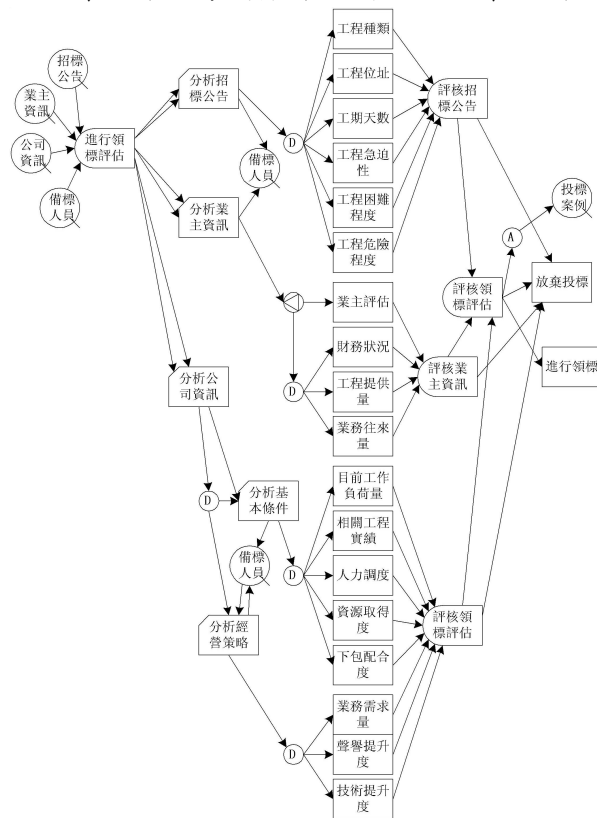 招標
公告
業主
資訊
公司
資訊
備標
人員
進行領
標評估
分析招
標公告
備標
人員
分析業
主資訊
D
工程種類
工程位址
工期天數
工程急迫
性
工程困難
程度
工程危險
程度
評核招
標公告
投標
案例
A
放棄投標
評核領
標評估
進行領標
業主評估
財務狀況
D
工程提供
量
業務往來
量
評核業
主資訊
分析公
司資訊
D
分析基
本條件
備標
人員
分析經
營策略
D
目前工作
負荷量
相關工程
實績
人力調度
資源取得
度
下包配合
度
評核領
標評估
D
業務需求
量
聲譽提升
度
技術提升
度